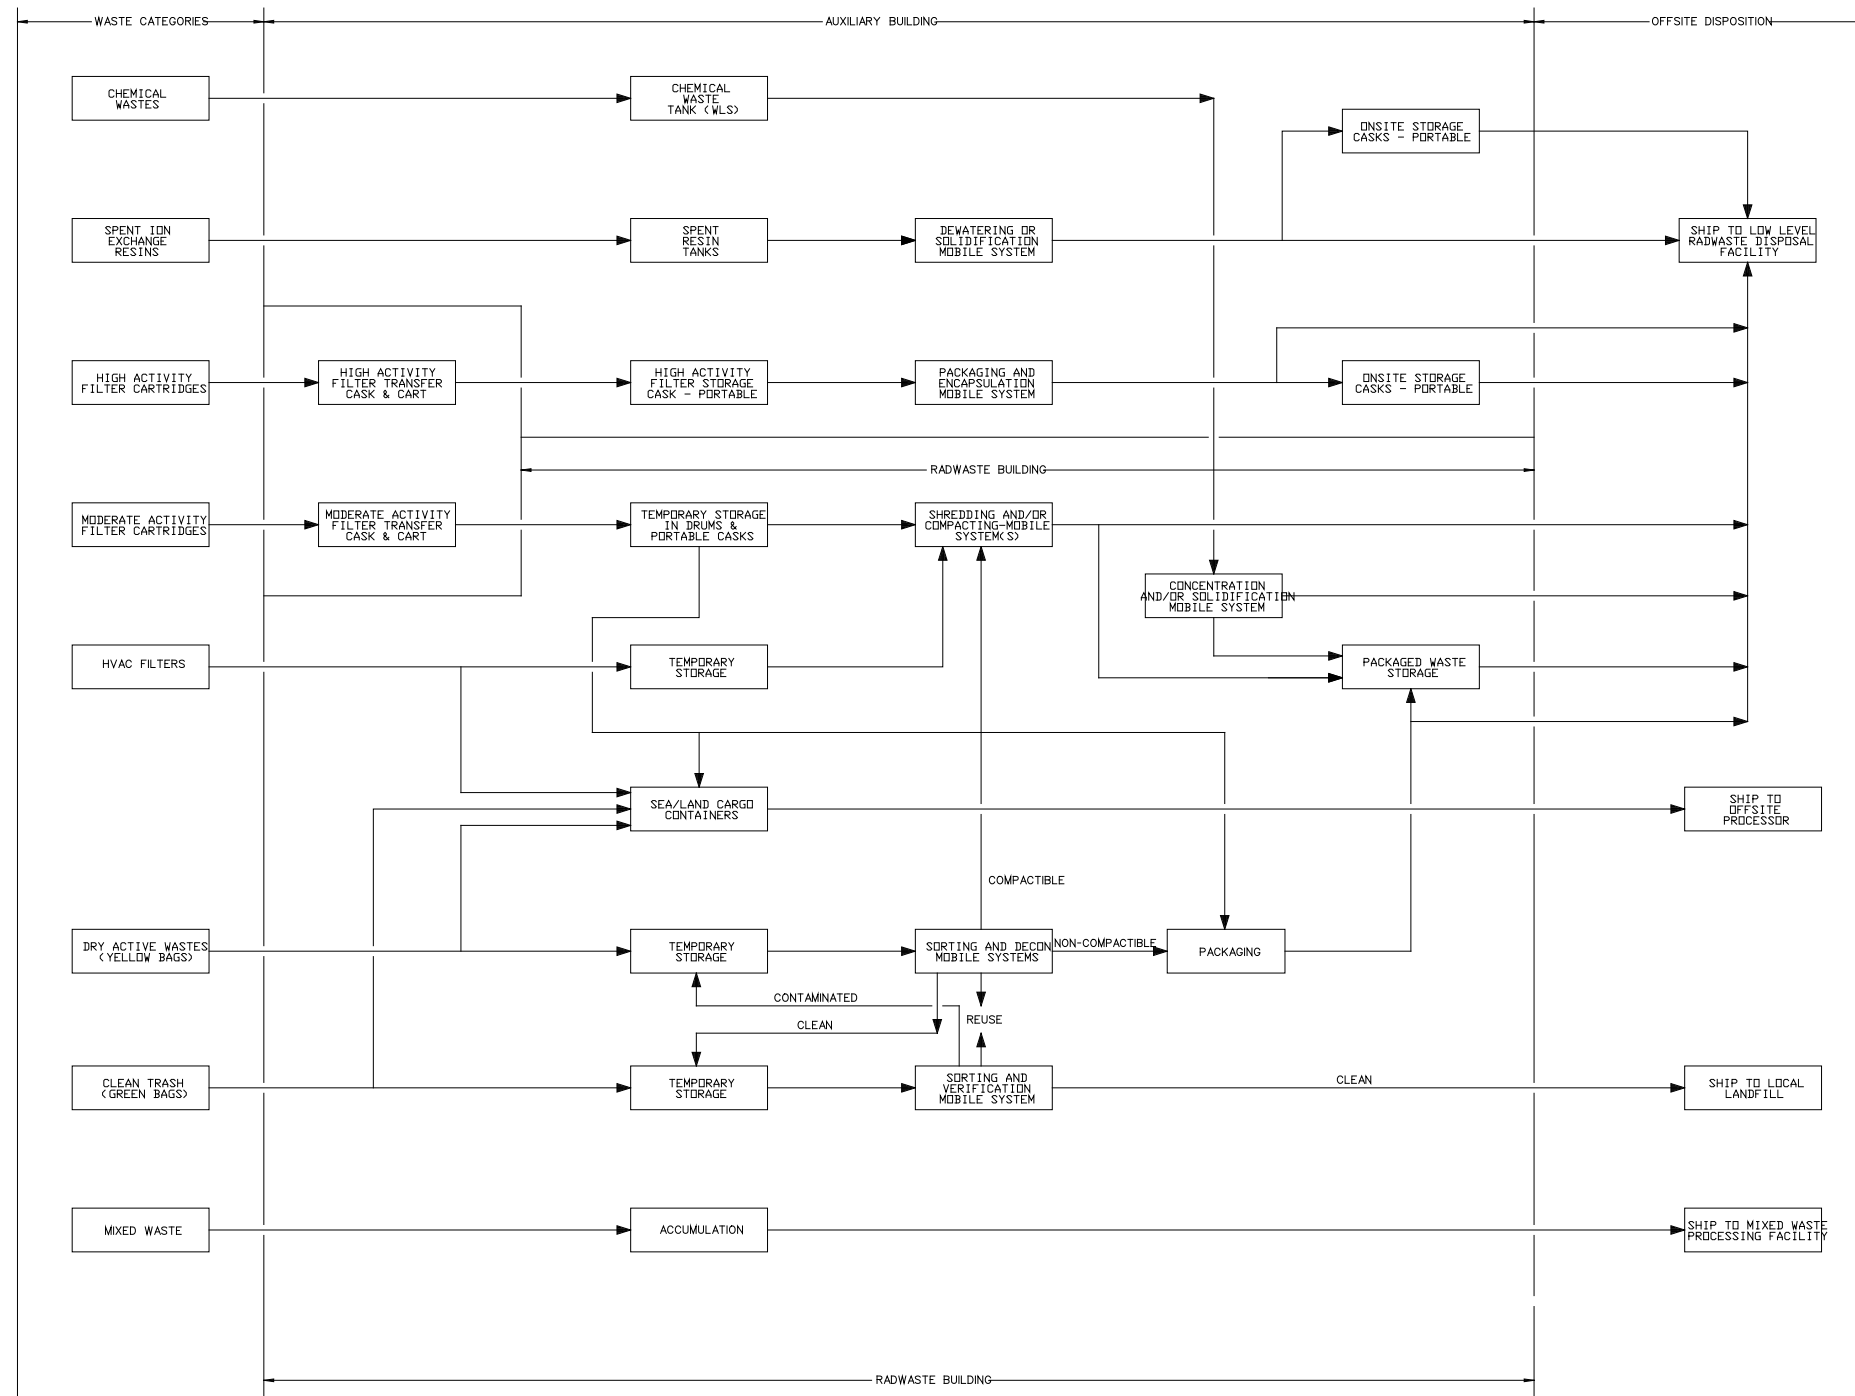 WASTE CATEGORIES
AUXILIARY BUILDING
OFFSITE DISPOSITION
CHEMICAL
WASTES
CHEMICAL
WASTE
TANK (WLS)
ONSITE STORAGE
CASKS - PORTABLE
SPENT ION
EXCHANGE
RESINS
SPENT
RESIN
TANKS
DEWATERING OR
SOLIDIFICATION
MOBILE SYSTEM
SHIP TO LOW LEVEL
RADWASTE DISPOSAL
FACILITY
HIGH ACTIVITY
FILTER CARTRIDGES
HIGH ACTIVITY
FILTER TRANSFER
CASK & CART
HIGH ACTIVITY
FILTER STORAGE
CASK - PORTABLE
PACKAGING AND
ENCAPSULATION
MOBILE SYSTEM
ONSITE STORAGE
CASKS - PORTABLE
RADWASTE BUILDING
MODERATE ACTIVITY
FILTER CARTRIDGES
MODERATE ACTIVITY
FILTER TRANSFER
CASK & CART
TEMPORARY STORAGE
IN DRUMS &
PORTABLE CASKS
SHREDDING AND/OR
COMPACTING-MOBILE
SYSTEM(S)
CONCENTRATION
AND/OR SOLIDIFICATION
MOBILE SYSTEM
HVAC FILTERS
TEMPORARY
STORAGE
PACKAGED WASTE
STORAGE
SEA/LAND CARGO
CONTAINERS
SHIP TO
OFFSITE
PROCESSOR
COMPACTIBLE
DRY ACTIVE WASTES
(YELLOW BAGS)
TEMPORARY
STORAGE
SORTING AND DECON
MOBILE SYSTEMS
NON-COMPACTIBLE
PACKAGING
CONTAMINATED
CLEAN
REUSE
CLEAN TRASH
(GREEN BAGS)
TEMPORARY
STORAGE
SORTING AND
VERIFICATION
MOBILE SYSTEM
CLEAN
SHIP TO LOCAL
LANDFILL
MIXED WASTE
ACCUMULATION
SHIP TO MIXED WASTE
PROCESSING FACILITY
RADWASTE BUILDING